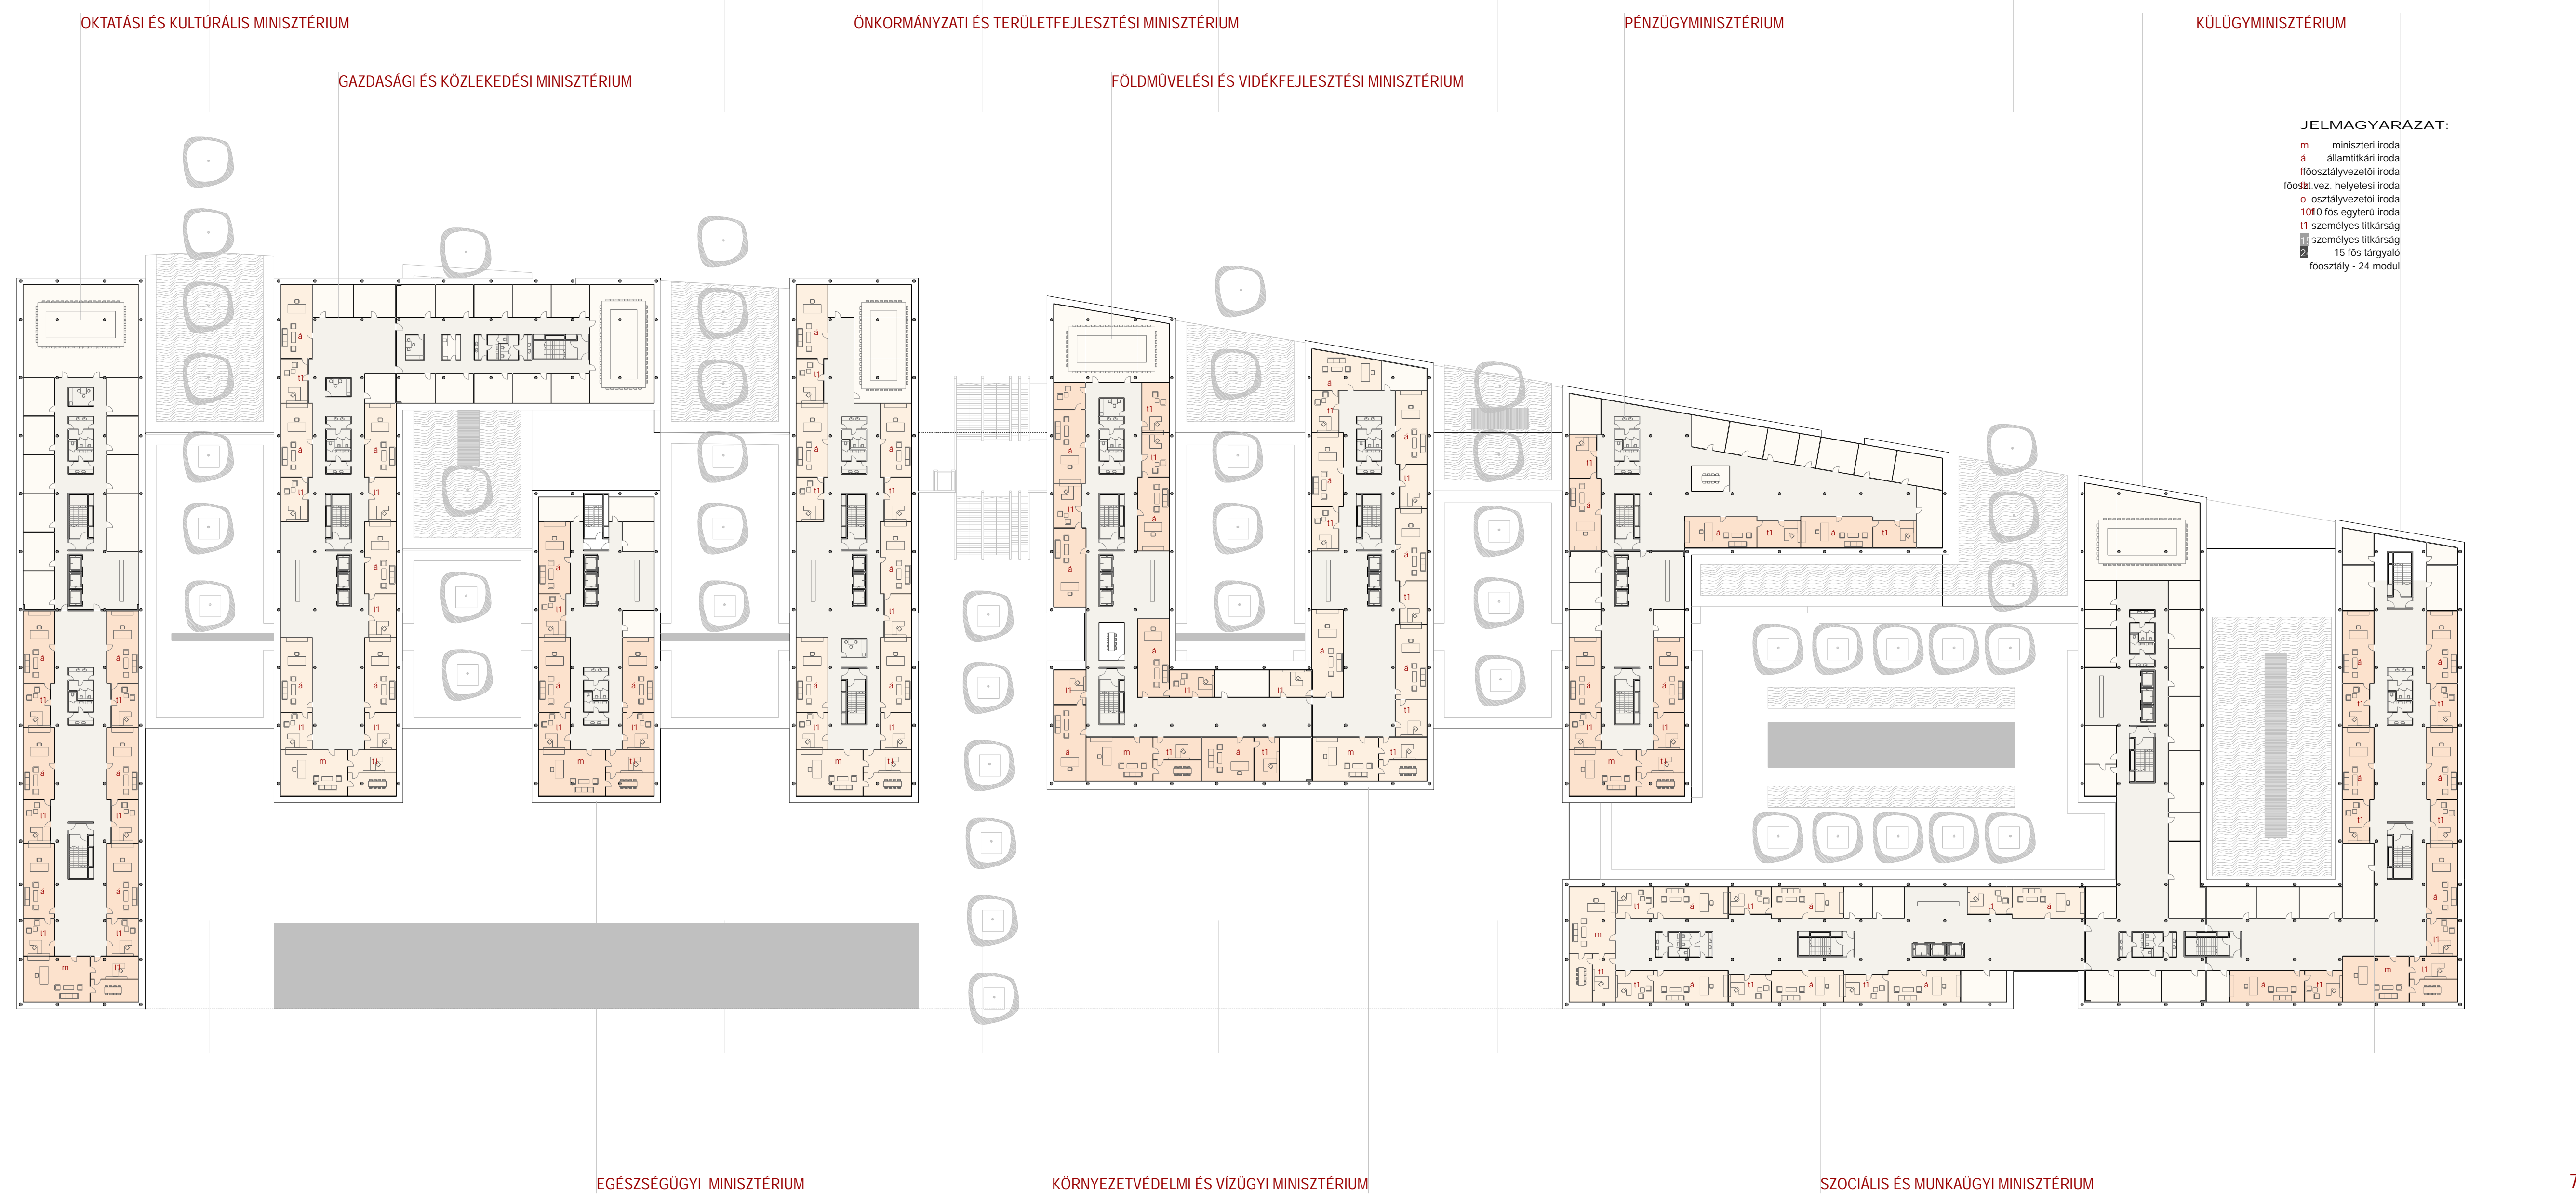 OKTATÁSI ÉS KULTÚRÁLIS MINISZTÉRIUM
ÖNKORMÁNYZATI ÉS TERÜLETFEJLESZTÉSI MINISZTÉRIUM
PÉNZÜGYMINISZTÉRIUM
KÜLÜGYMINISZTÉRIUM
GAZDASÁGI ÉS KÖZLEKEDÉSI MINISZTÉRIUM
FÖLDMÛVELÉSI ÉS VIDÉKFEJLESZTÉSI MINISZTÉRIUM
JELMAGYARÁZAT:
m miniszteri iroda
á államtitkári iroda
főosztályvezetői iroda
főoszt.vez. helyetesi iroda
o osztályvezetői iroda
10 fős egyterű iroda
t1 személyes titkárság
személyes titkárság
15 fős tárgyaló
főosztály - 24 modul
EGÉSZSÉGÜGYI MINISZTÉRIUM
KÖRNYEZETVÉDELMI ÉS VÍZÜGYI MINISZTÉRIUM
SZOCIÁLIS ÉS MUNKAÜGYI MINISZTÉRIUM
7